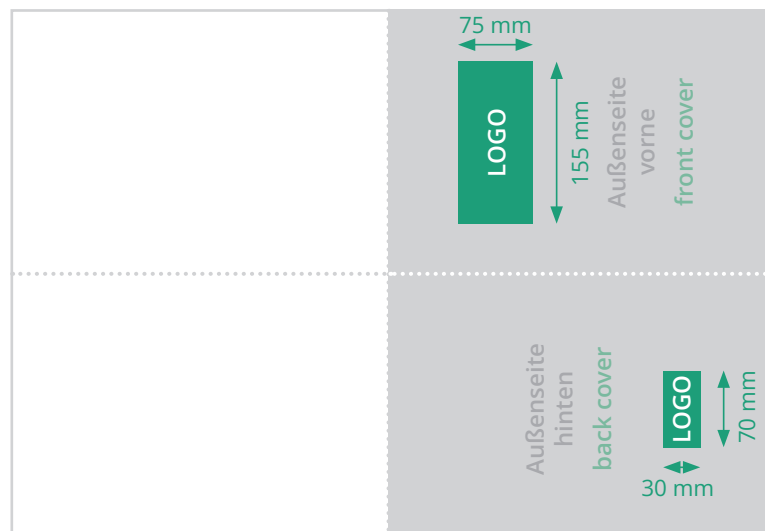 75 mm
LOGO
155 mm
Außenseite
vorne
front cover
Außenseite
hinten
back cover
LOGO
70 mm
30 mm